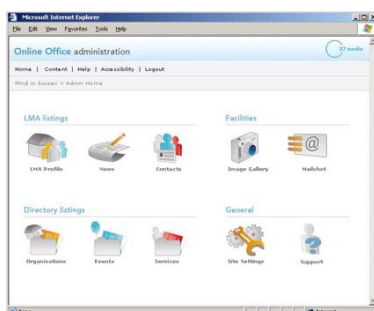 Microsoft Internet Explorer
File Edit View Favorites Tools Help
Online Office administration
37 media
Home | Content | Help | Accessibility | Logout
Mind in Sussex > Admin Home
LMA listings
Facilities
LMA Profile
News
Contacts
Image Gallery
Mailshot
Directory listings
General
Organisations
Events
Services
Site Settings
Support